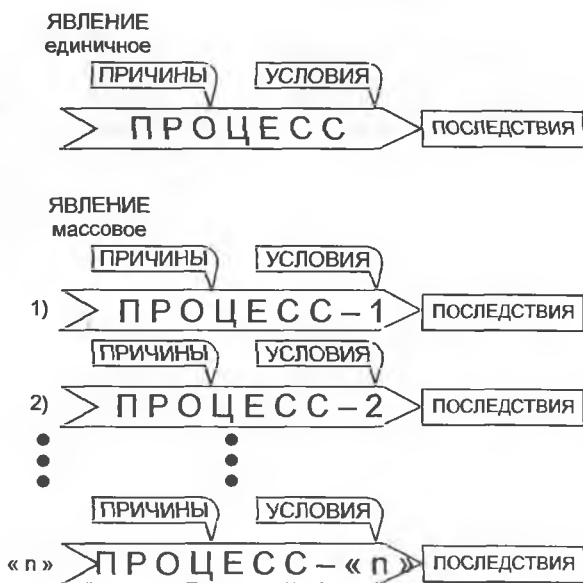 ЯВЛЕНИЕ
единичное
ПРИЧИНЫ УСЛОВИЯ
ПРОЦЕСС ПОСЛЕДСТВИЯ
ЯВЛЕНИЕ
массовое
ПРИЧИНЫ УСЛОВИЯ
1) ПРОЦЕСС–1 ПОСЛЕДСТВИЯ
ПРИЧИНЫ УСЛОВИЯ
2) ПРОЦЕСС–2 ПОСЛЕДСТВИЯ
ПРИЧИНЫ УСЛОВИЯ
«n» ПРОЦЕСС–«n» ПОСЛЕДСТВИЯ